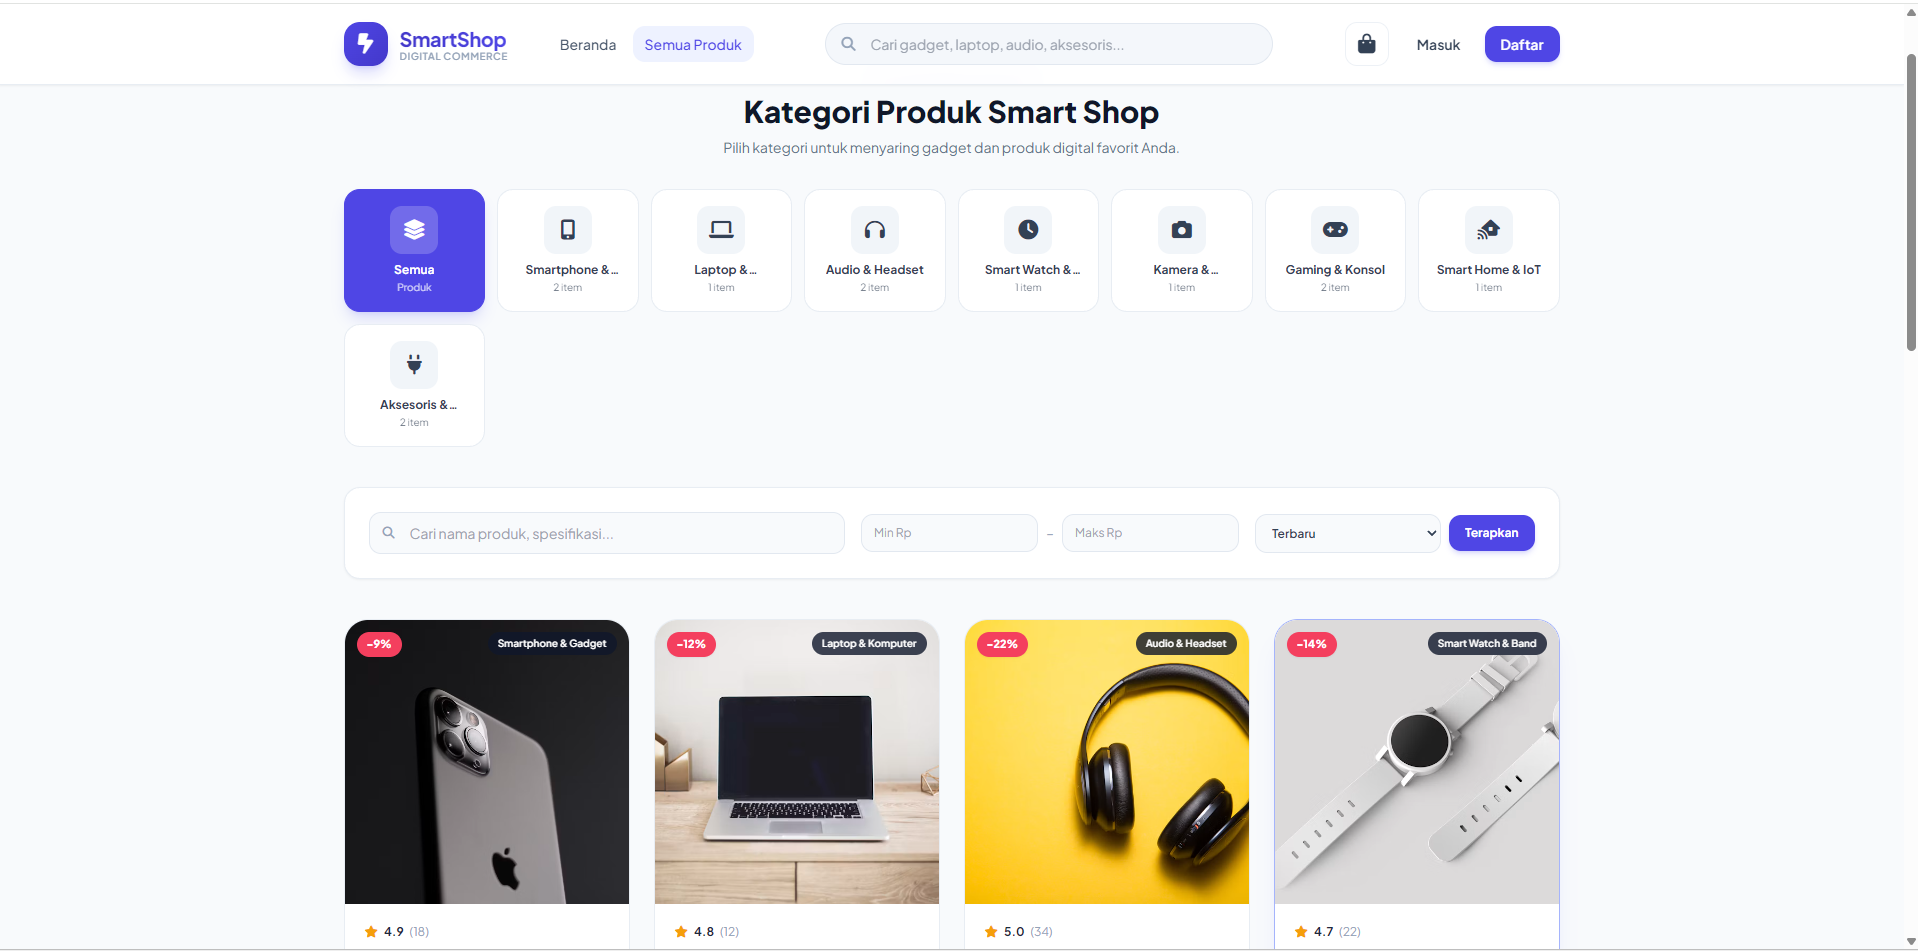 SmartShop
DIGITAL COMMERCE
Beranda
Semua Produk
Cari gadget, laptop, audio, aksesoris...
Masuk
Daftar
Kategori Produk Smart Shop
Pilih kategori untuk menyaring gadget dan produk digital favorit Anda.
Semua
Produk
Smartphone & ...
2 item
Laptop & ...
1 item
Audio & Headset
2 item
Smart Watch & ...
1 item
Kamera & ...
1 item
Gaming & Konsol
2 item
Smart Home & IoT
1 item
Aksesoris & ...
2 item
Cari nama produk, spesifikasi...
Min Rp
–
Maks Rp
Terbaru
Terapkan
-9%
Smartphone & Gadget
4.9 (18)
-12%
Laptop & Komputer
4.8 (12)
-22%
Audio & Headset
5.0 (34)
-14%
Smart Watch & Band
4.7 (22)